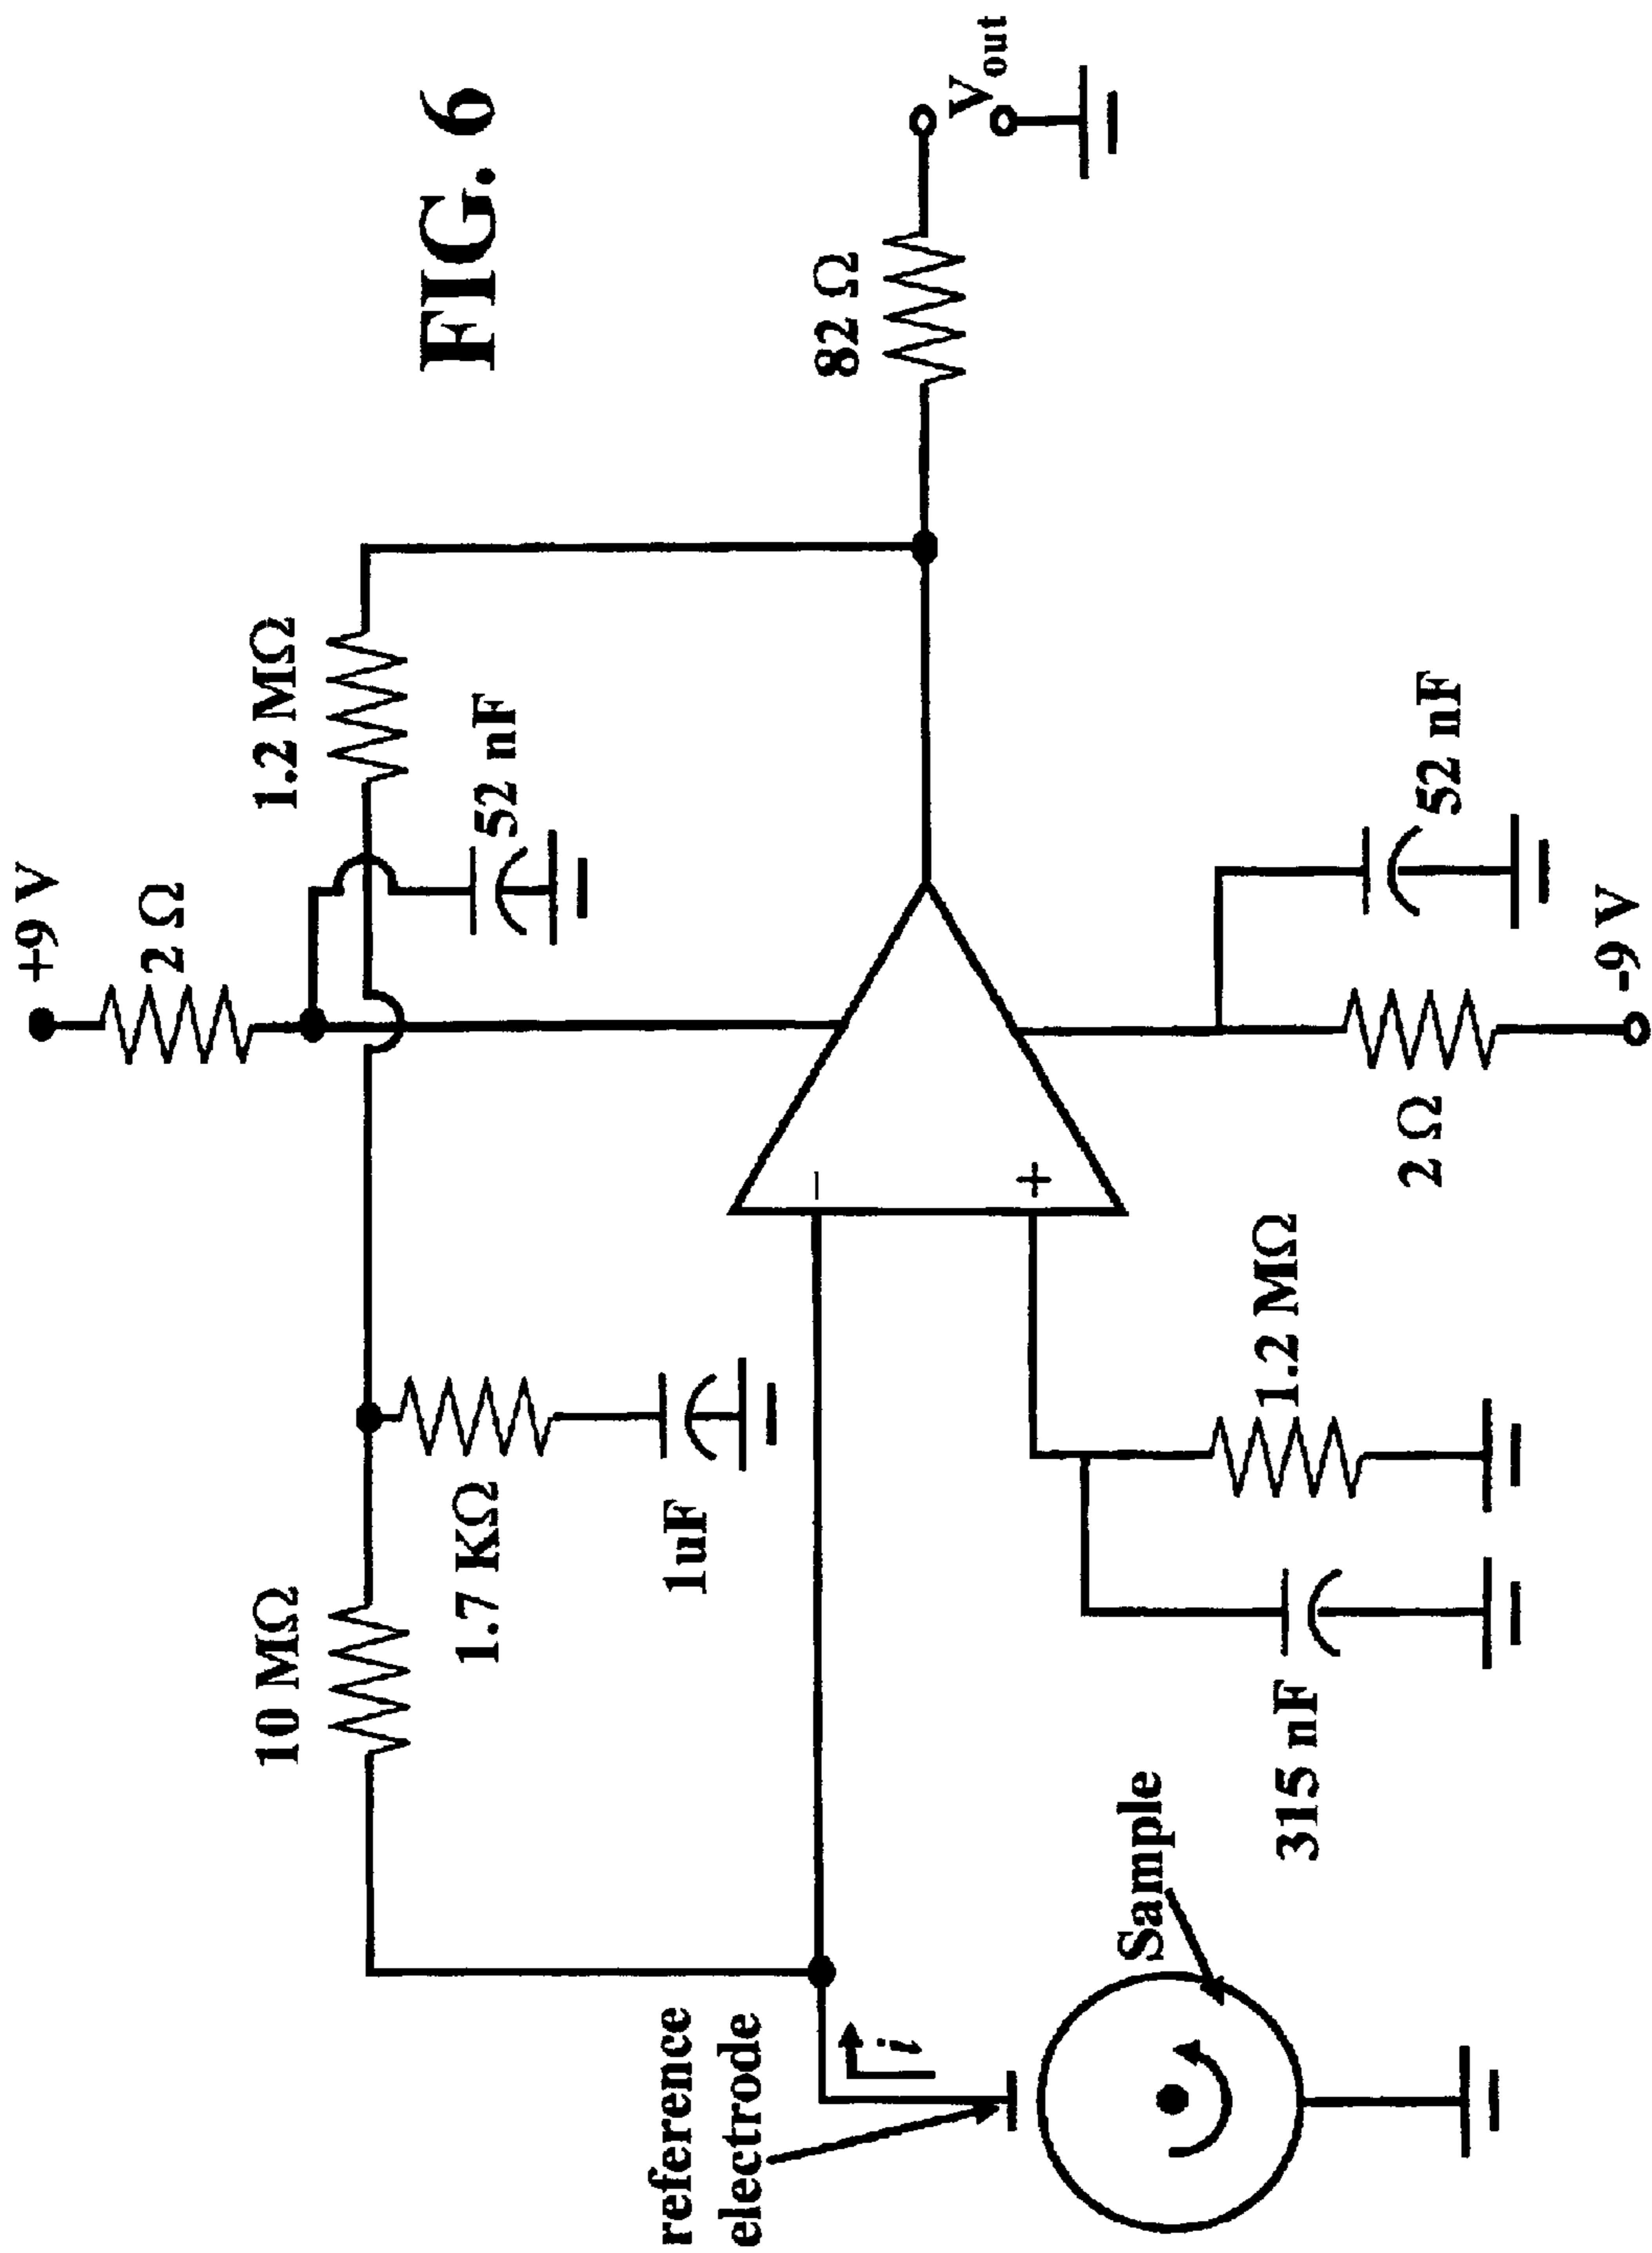 FIG. 6
+9 V
2 Ω
1.2 MΩ
52 nF
10 MΩ
1.7 KΩ
1uF
82 Ω
Vout
−
+
reference
electrode
i
Sample
315 nF
1.2 MΩ
2 Ω
52 nF
-9 V